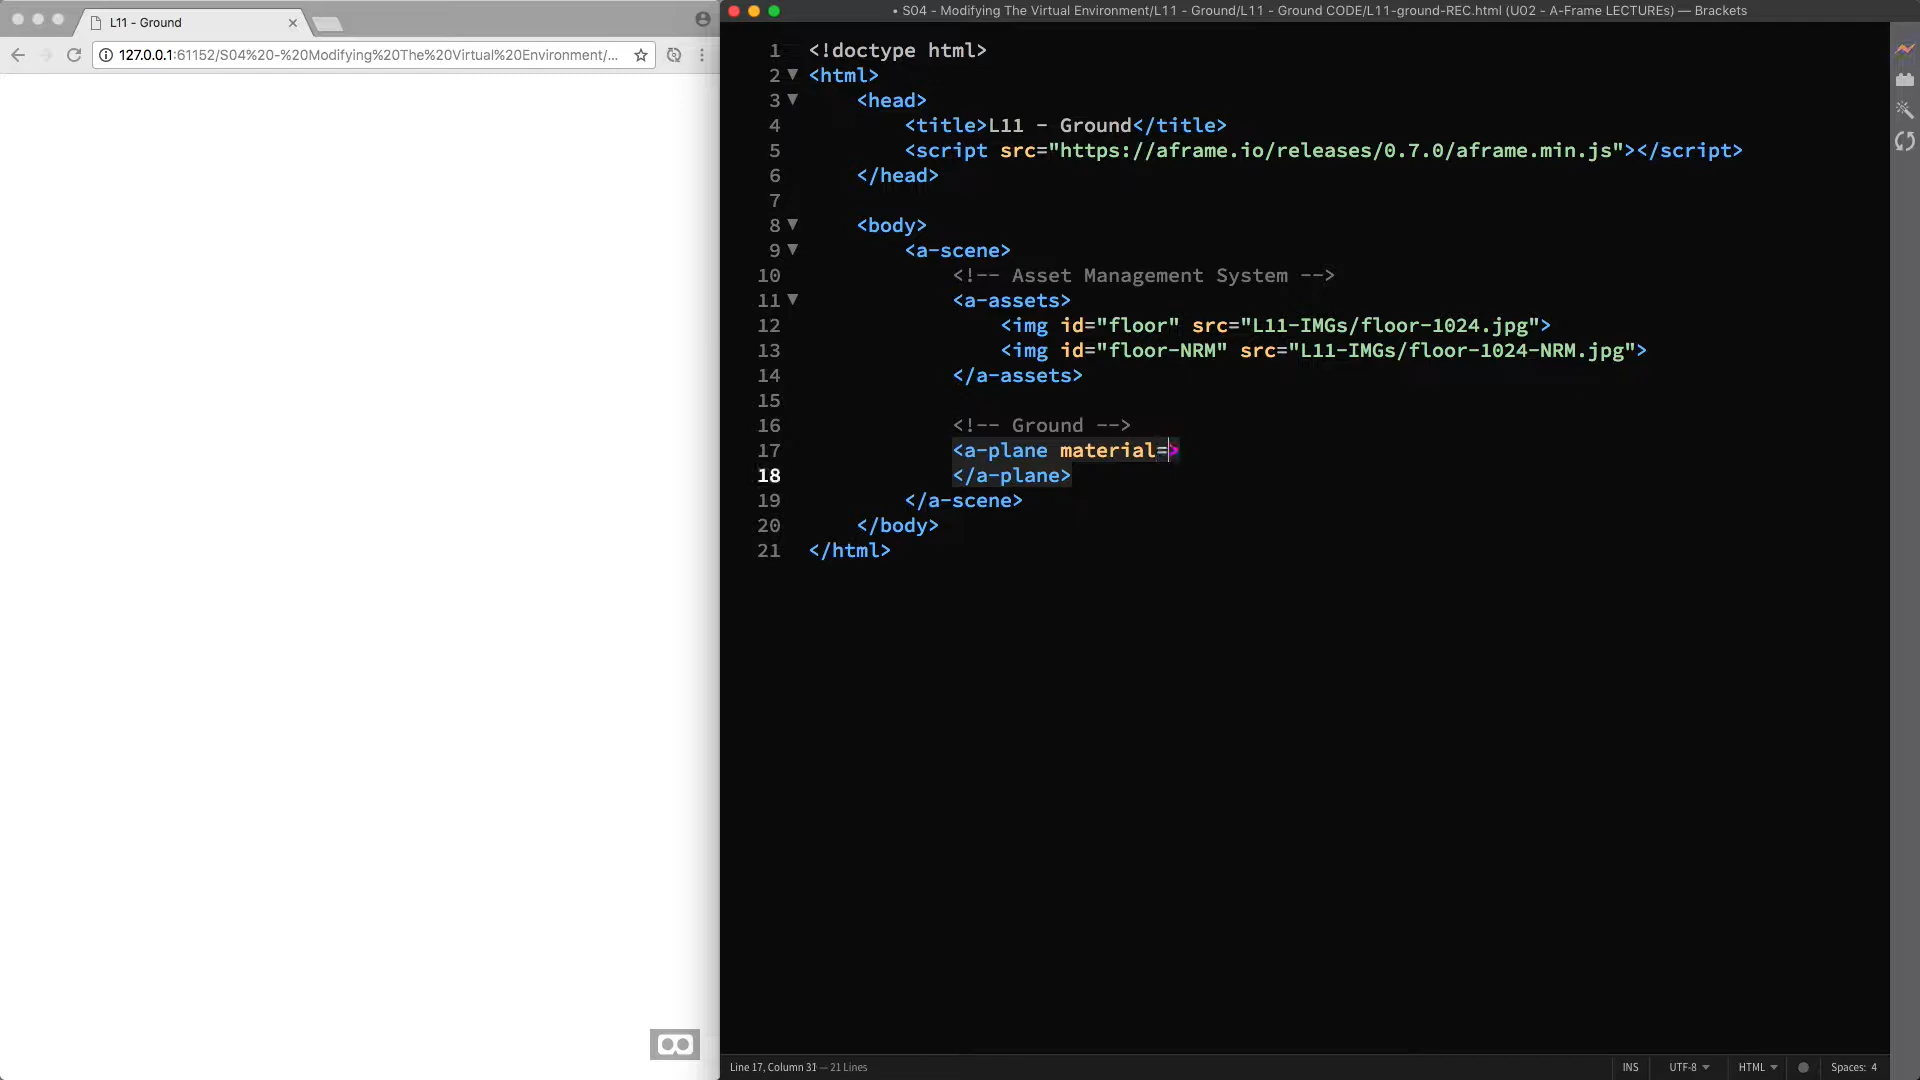 L11 - Ground
127.0.0.1:61152/S04%20-%20Modifying%20The%20Virtual%20Environment/...
• S04 - Modifying The Virtual Environment/L11 - Ground/L11 - Ground CODE/L11-ground-REC.html (U02 - A-Frame LECTUREs) — Brackets
1 <!doctype html>
2 <html>
3 <head>
4 <title>L11 - Ground</title>
5 <script src="https://aframe.io/releases/0.7.0/aframe.min.js"></script>
6 </head>
7
8 <body>
9 <a-scene>
10 <!-- Asset Management System -->
11 <a-assets>
12 <img id="floor" src="L11-IMGs/floor-1024.jpg">
13 <img id="floor-NRM" src="L11-IMGs/floor-1024-NRM.jpg">
14 </a-assets>
15
16 <!-- Ground -->
17 <a-plane material=>
18 </a-plane>
19 </a-scene>
20 </body>
21 </html>
Line 17, Column 31 — 21 Lines
INS UTF-8 HTML Spaces: 4